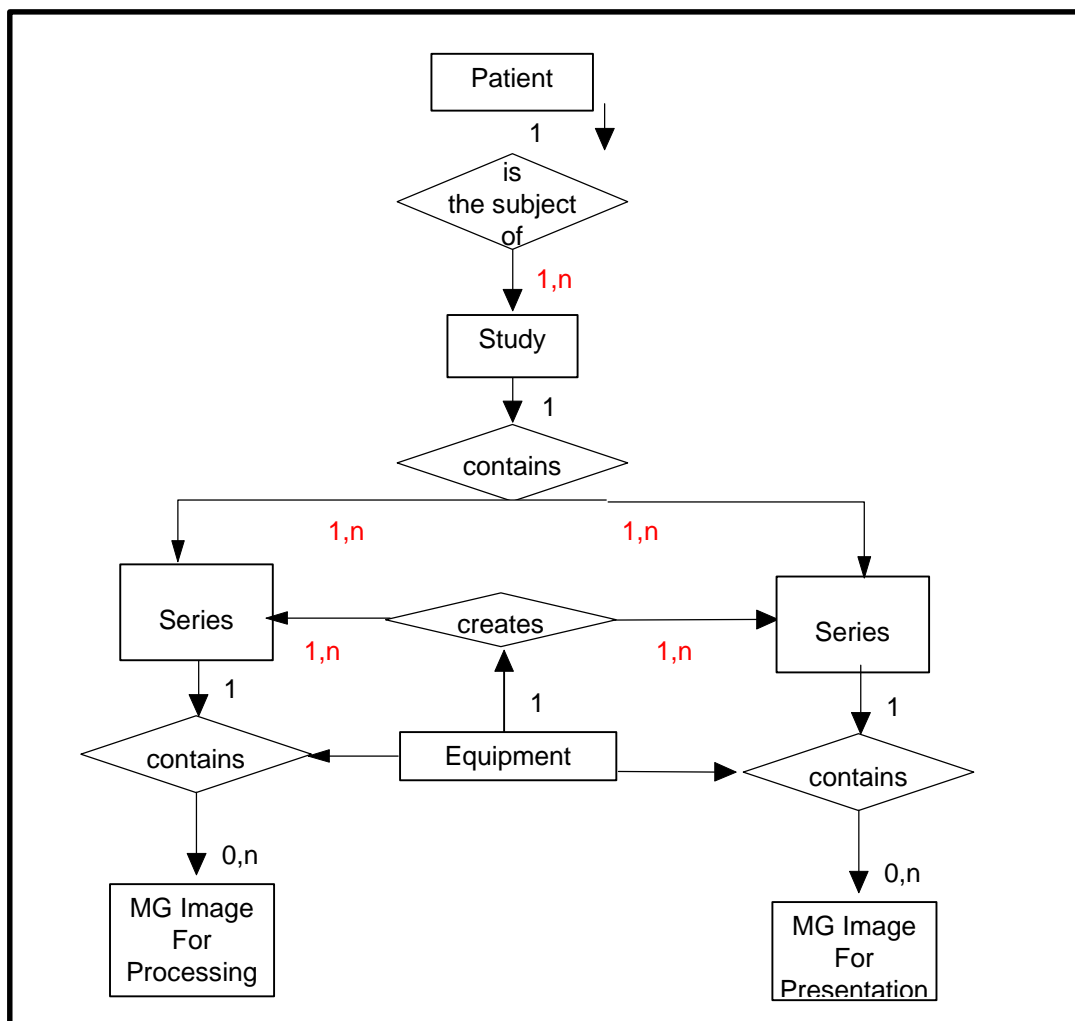 Patient
1
is
the subject
of
1,n
Study
1
contains
1,n
1,n
Series
creates
Series
1,n
1,n
1
1
1
contains
Equipment
contains
0,n
0,n
MG Image
For
Processing
MG Image
For
Presentation